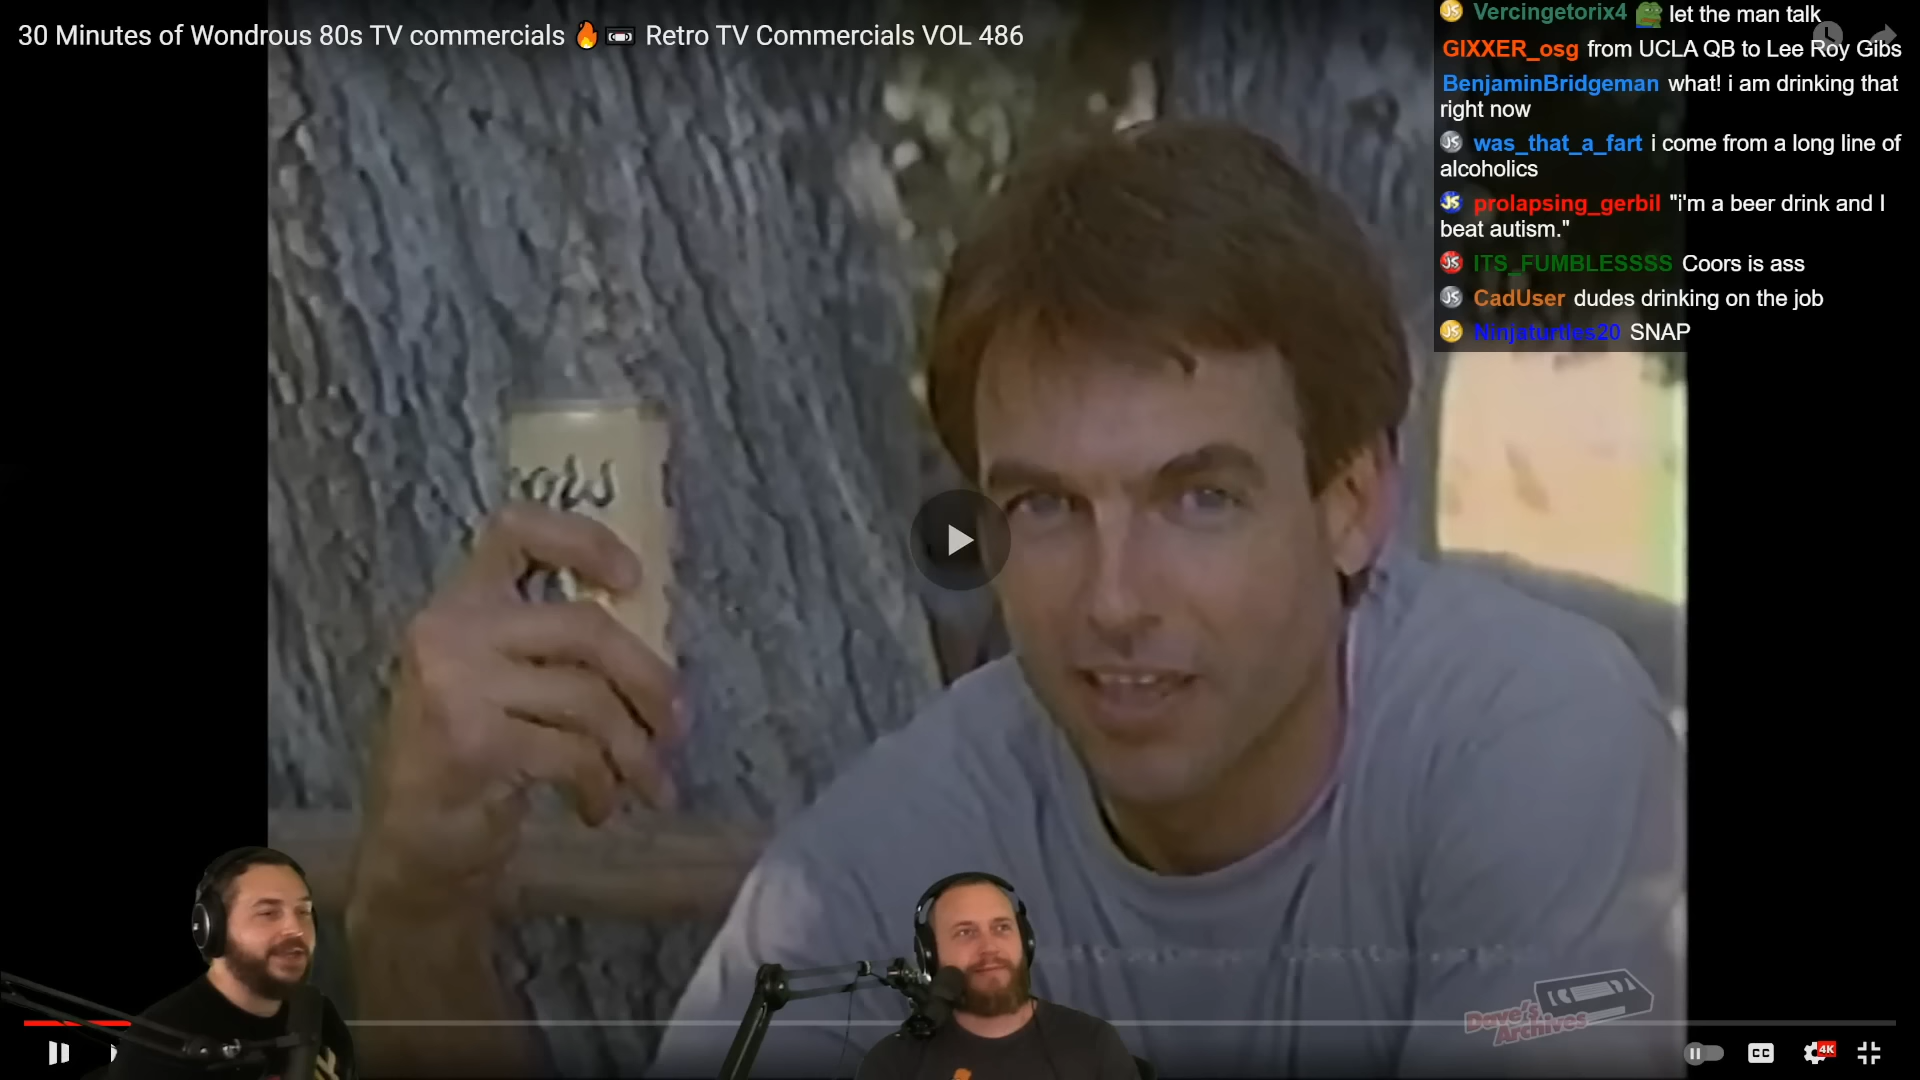 30 Minutes of Wondrous 80s TV commercials 🔥📼 Retro TV Commercials VOL 486
Vercingetorix4 let the man talk
GIXXER_osg from UCLA QB to Lee Roy Gibs
BenjaminBridgeman what! i am drinking that
right now
was_that_a_fart i come from a long line of
alcoholics
prolapsing_gerbil "i'm a beer drink and I
beat autism."
ITS_FUMBLESSSS Coors is ass
CadUser dudes drinking on the job
Ninjaturtles20 SNAP
Dave's
Archives
CC
4K